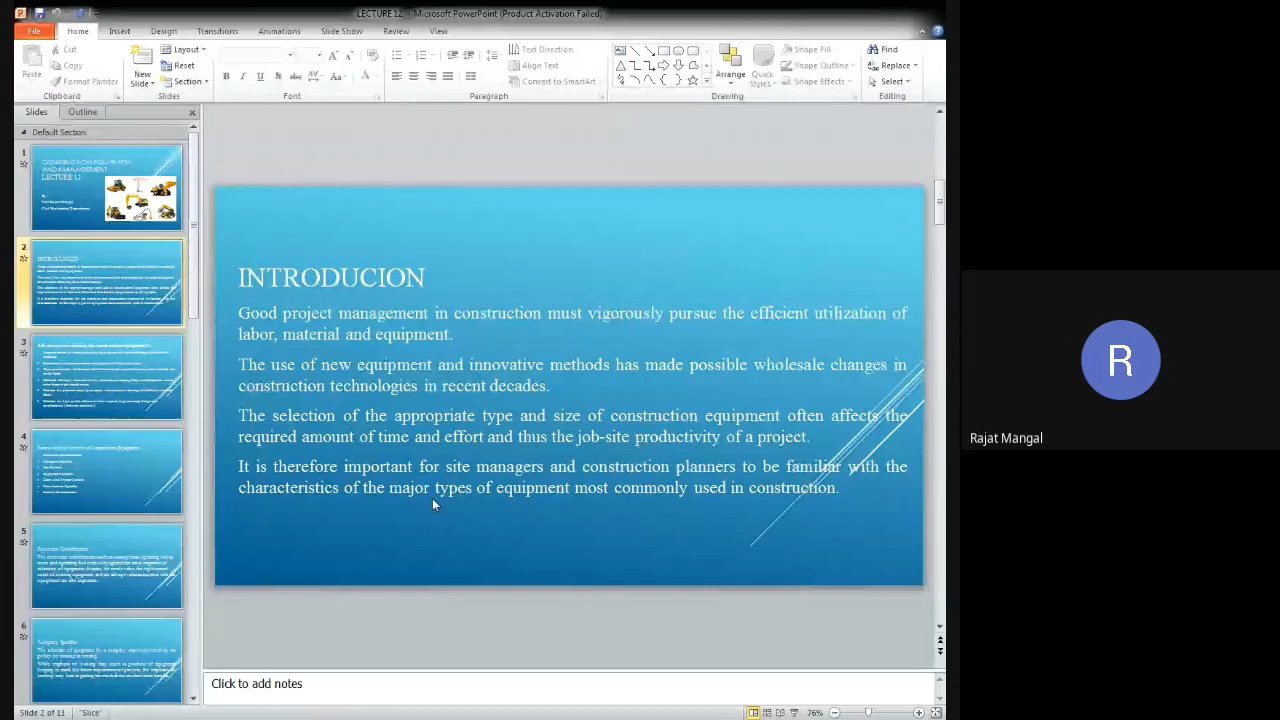 LECTURE 12 - Microsoft PowerPoint (Product Activation Failed)
File Home Insert Design Transitions Animations Slide Show Review View
Cut Layout Text Direction Shape Fill Find
Copy Reset Align Text Shape Outline Replace
Paste Format Painter New Slide Section Convert to SmartArt Arrange Quick Styles Shape Effects Select
Clipboard Slides Font Paragraph Drawing Editing
Slides Outline
Default Section
1
LECTURE 12
2
3
4
5
6
INTRODUCION
Good project management in construction must vigorously pursue the efficient utilization of
labor, material and equipment.
The use of new equipment and innovative methods has made possible wholesale changes in
construction technologies in recent decades.
The selection of the appropriate type and size of construction equipment often affects the
required amount of time and effort and thus the job-site productivity of a project.
It is therefore important for site managers and construction planners to be familiar with the
characteristics of the major types of equipment most commonly used in construction.
Click to add notes
Slide 2 of 11 "Slice" 76%
R
Rajat Mangal